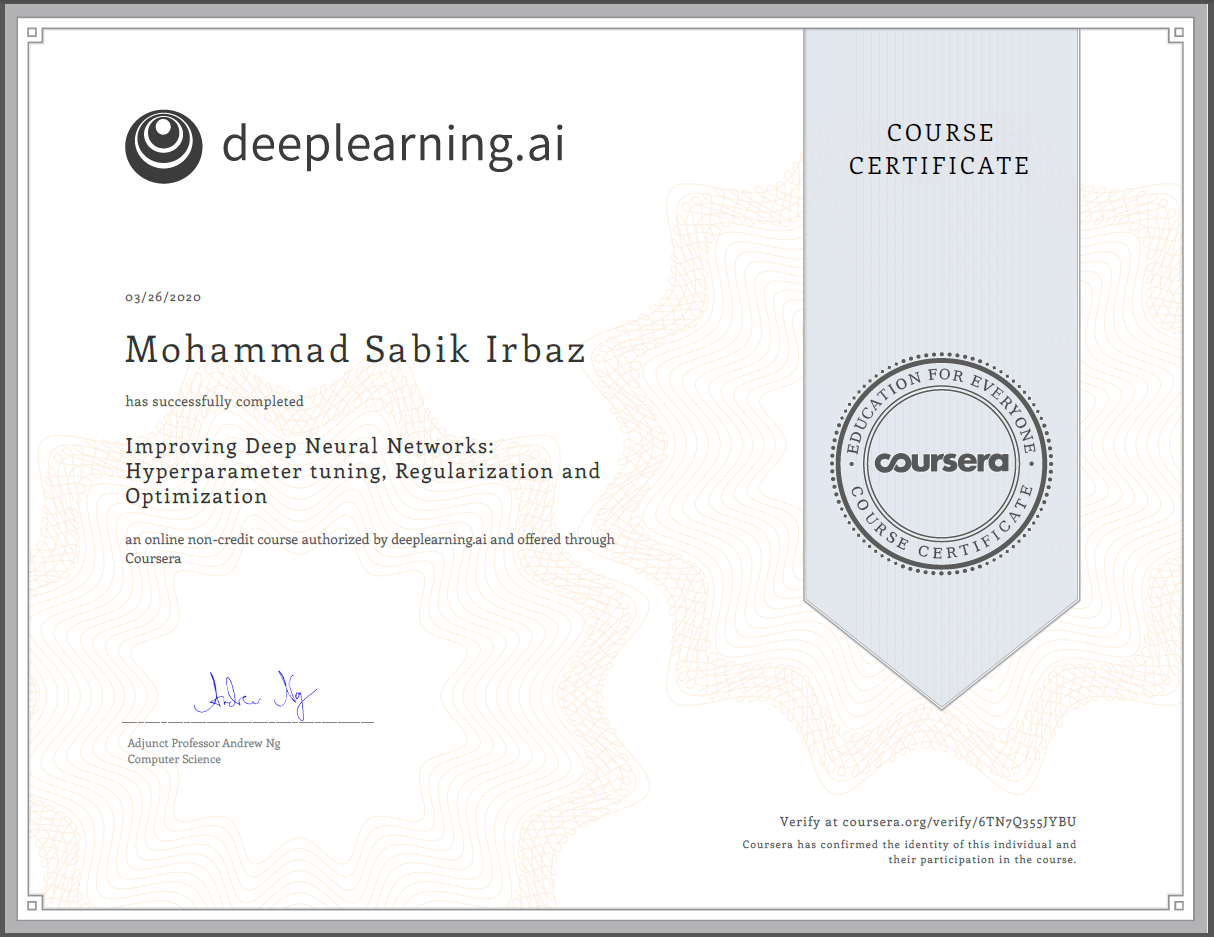 deeplearning.ai
COURSE
CERTIFICATE
03/26/2020
Mohammad Sabik Irbaz
has successfully completed
Improving Deep Neural Networks:
Hyperparameter tuning, Regularization and
Optimization
an online non-credit course authorized by deeplearning.ai and offered through
Coursera
EDUCATION FOR EVERYONE
coursera
COURSE CERTIFICATE
Andrew Ng
Adjunct Professor Andrew Ng
Computer Science
Verify at coursera.org/verify/6TN7Q355JYBU
Coursera has confirmed the identity of this individual and
their participation in the course.